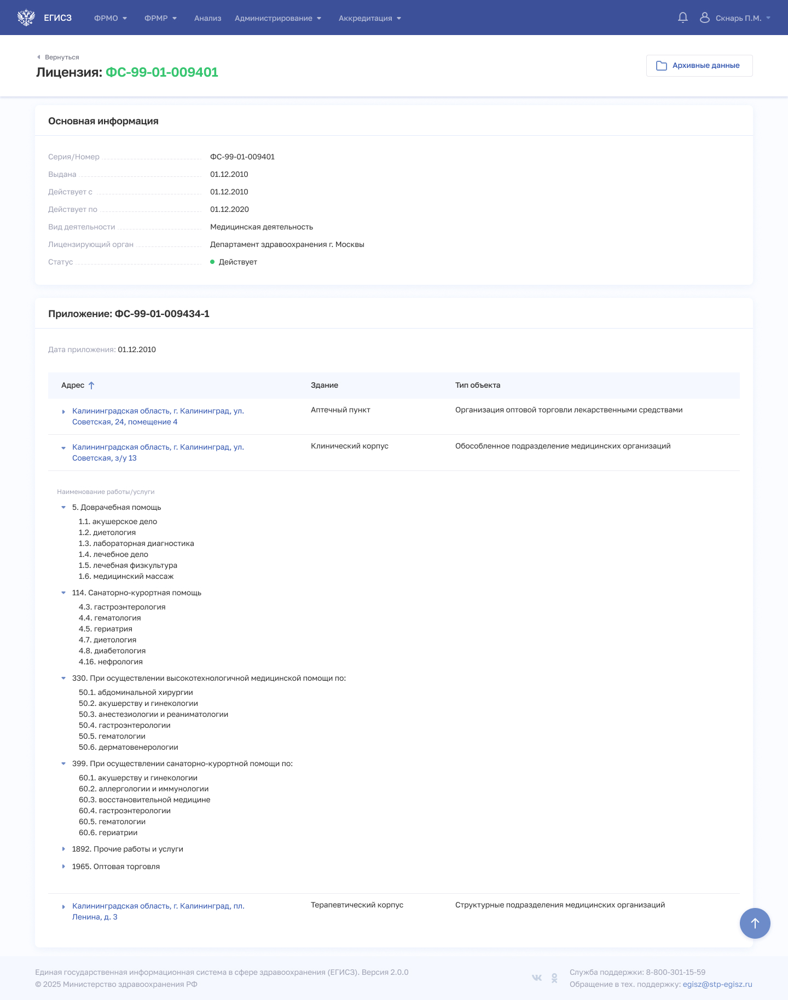 ЕГИСЗ
ФРМО
ФРМР
Анализ
Администрирование
Аккредитация
Скнарь П.М.
Вернуться
Лицензия: ФС-99-01-009401
Архивные данные
Основная информация
Серия/Номер ФС-99-01-009401
Выдана 01.12.2010
Действует с 01.12.2010
Действует по 01.12.2020
Вид деятельности Медицинская деятельность
Лицензирующий орган Департамент здравоохранения г. Москвы
Статус Действует
Приложение: ФС-99-01-009434-1
Дата приложения: 01.12.2010
Адрес Здание Тип объекта
Калининградская область, г. Калининград, ул.
Советская, 24, помещение 4
Аптечный пункт
Организация оптовой торговли лекарственными средствами
Калининградская область, г. Калининград, ул.
Советская, з/у 13
Клинический корпус
Обособленное подразделение медицинских организаций
Наименование работы/услуги
5. Доврачебная помощь
1.1. акушерское дело
1.2. диетология
1.3. лабораторная диагностика
1.4. лечебное дело
1.5. лечебная физкультура
1.6. медицинский массаж
114. Санаторно-курортная помощь
4.3. гастроэнтерология
4.4. гематология
4.5. гериатрия
4.7. диетология
4.8. диабетология
4.16. нефрология
330. При осуществлении высокотехнологичной медицинской помощи по:
50.1. абдоминальной хирургии
50.2. акушерству и гинекологии
50.3. анестезиологии и реаниматологии
50.4. гастроэнтерологии
50.5. гематологии
50.6. дерматовенерологии
399. При осуществлении санаторно-курортной помощи по:
60.1. акушерству и гинекологии
60.2. аллергологии и иммунологии
60.3. восстановительной медицине
60.4. гастроэнтерологии
60.5. гематологии
60.6. гериатрии
1892. Прочие работы и услуги
1965. Оптовая торговля
Калининградская область, г. Калининград, пл.
Ленина, д. 3
Терапевтический корпус
Структурные подразделения медицинских организаций
Единая государственная информационная система в сфере здравоохранения (ЕГИСЗ). Версия 2.0.0
© 2025 Министерство здравоохранения РФ
Служба поддержки: 8-800-301-15-59
Обращение в тех. поддержку: egisz@stp-egisz.ru